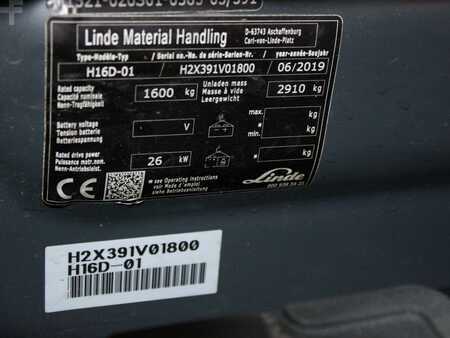 Linde Material Handling
D-63743 Aschaffenburg
Carl-von-Linde-Platz
Type-Modele-Typ / Serial no.-No de série-Serien-Nr. / year-année-Baujahr
H16D-01 / H2X391V01800 06/2019
Rated capacity
Capacité nominale
Nenn-Tragfähigkeit
1600 kg
Unladen mass
Masse à vide
Leergewicht
2910 kg
Battery voltage
Tension batterie
Batteriespannung
V
max.
* kg
min.
* kg
Rated drive power
Puissance motr.nom.
Nenn-Antriebsleist.
26 kW
* kg
CE
* see Operating Instructions
voir Mode d'emploi
siehe Betriebsanleitung
Linde
H2X391V01800
H16D-01